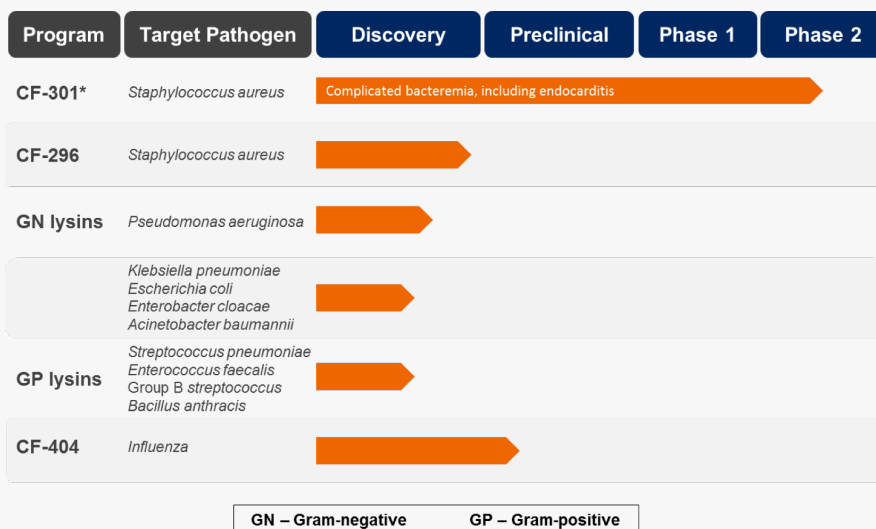 Program Target Pathogen Discovery Preclinical Phase 1 Phase 2
CF-301* Staphylococcus aureus Complicated bacteremia, including endocarditis
CF-296 Staphylococcus aureus
GN lysins Pseudomonas aeruginosa
Klebsiella pneumoniae
Escherichia coli
Enterobacter cloacae
Acinetobacter baumannii
GP lysins
Streptococcus pneumoniae
Enterococcus faecalis
Group B streptococcus
Bacillus anthracis
CF-404 Influenza
GN – Gram-negative GP – Gram-positive